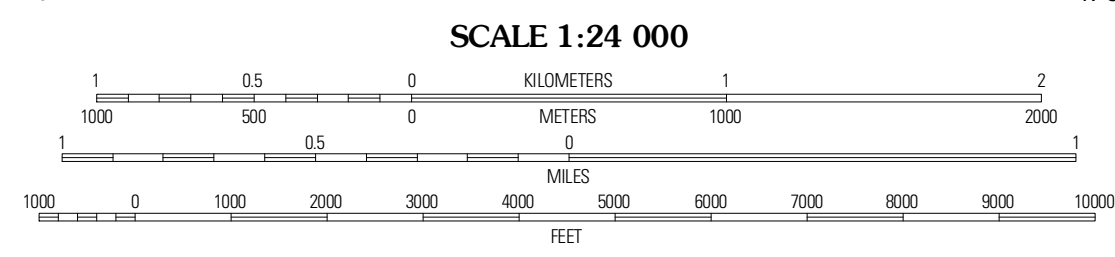 SCALE 1:24 000
1 0.5 0 KILOMETERS 1 2
1000 500 0 METERS 1000 2000
1 0.5 0 1
MILES
1000 0 1000 2000 3000 4000 5000 6000 7000 8000 9000 10000
FEET